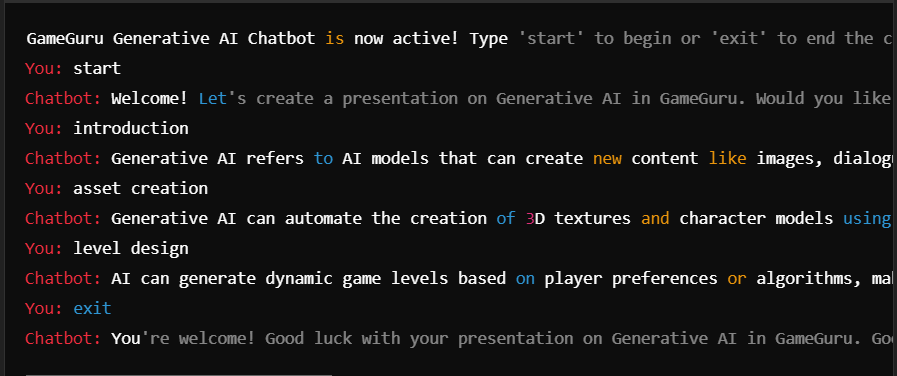 GameGuru Generative AI Chatbot is now active! Type 'start' to begin or 'exit' to end the c
You: start
Chatbot: Welcome! Let's create a presentation on Generative AI in GameGuru. Would you like
You: introduction
Chatbot: Generative AI refers to AI models that can create new content like images, dialog
You: asset creation
Chatbot: Generative AI can automate the creation of 3D textures and character models using
You: level design
Chatbot: AI can generate dynamic game levels based on player preferences or algorithms, ma
You: exit
Chatbot: You're welcome! Good luck with your presentation on Generative AI in GameGuru. Go